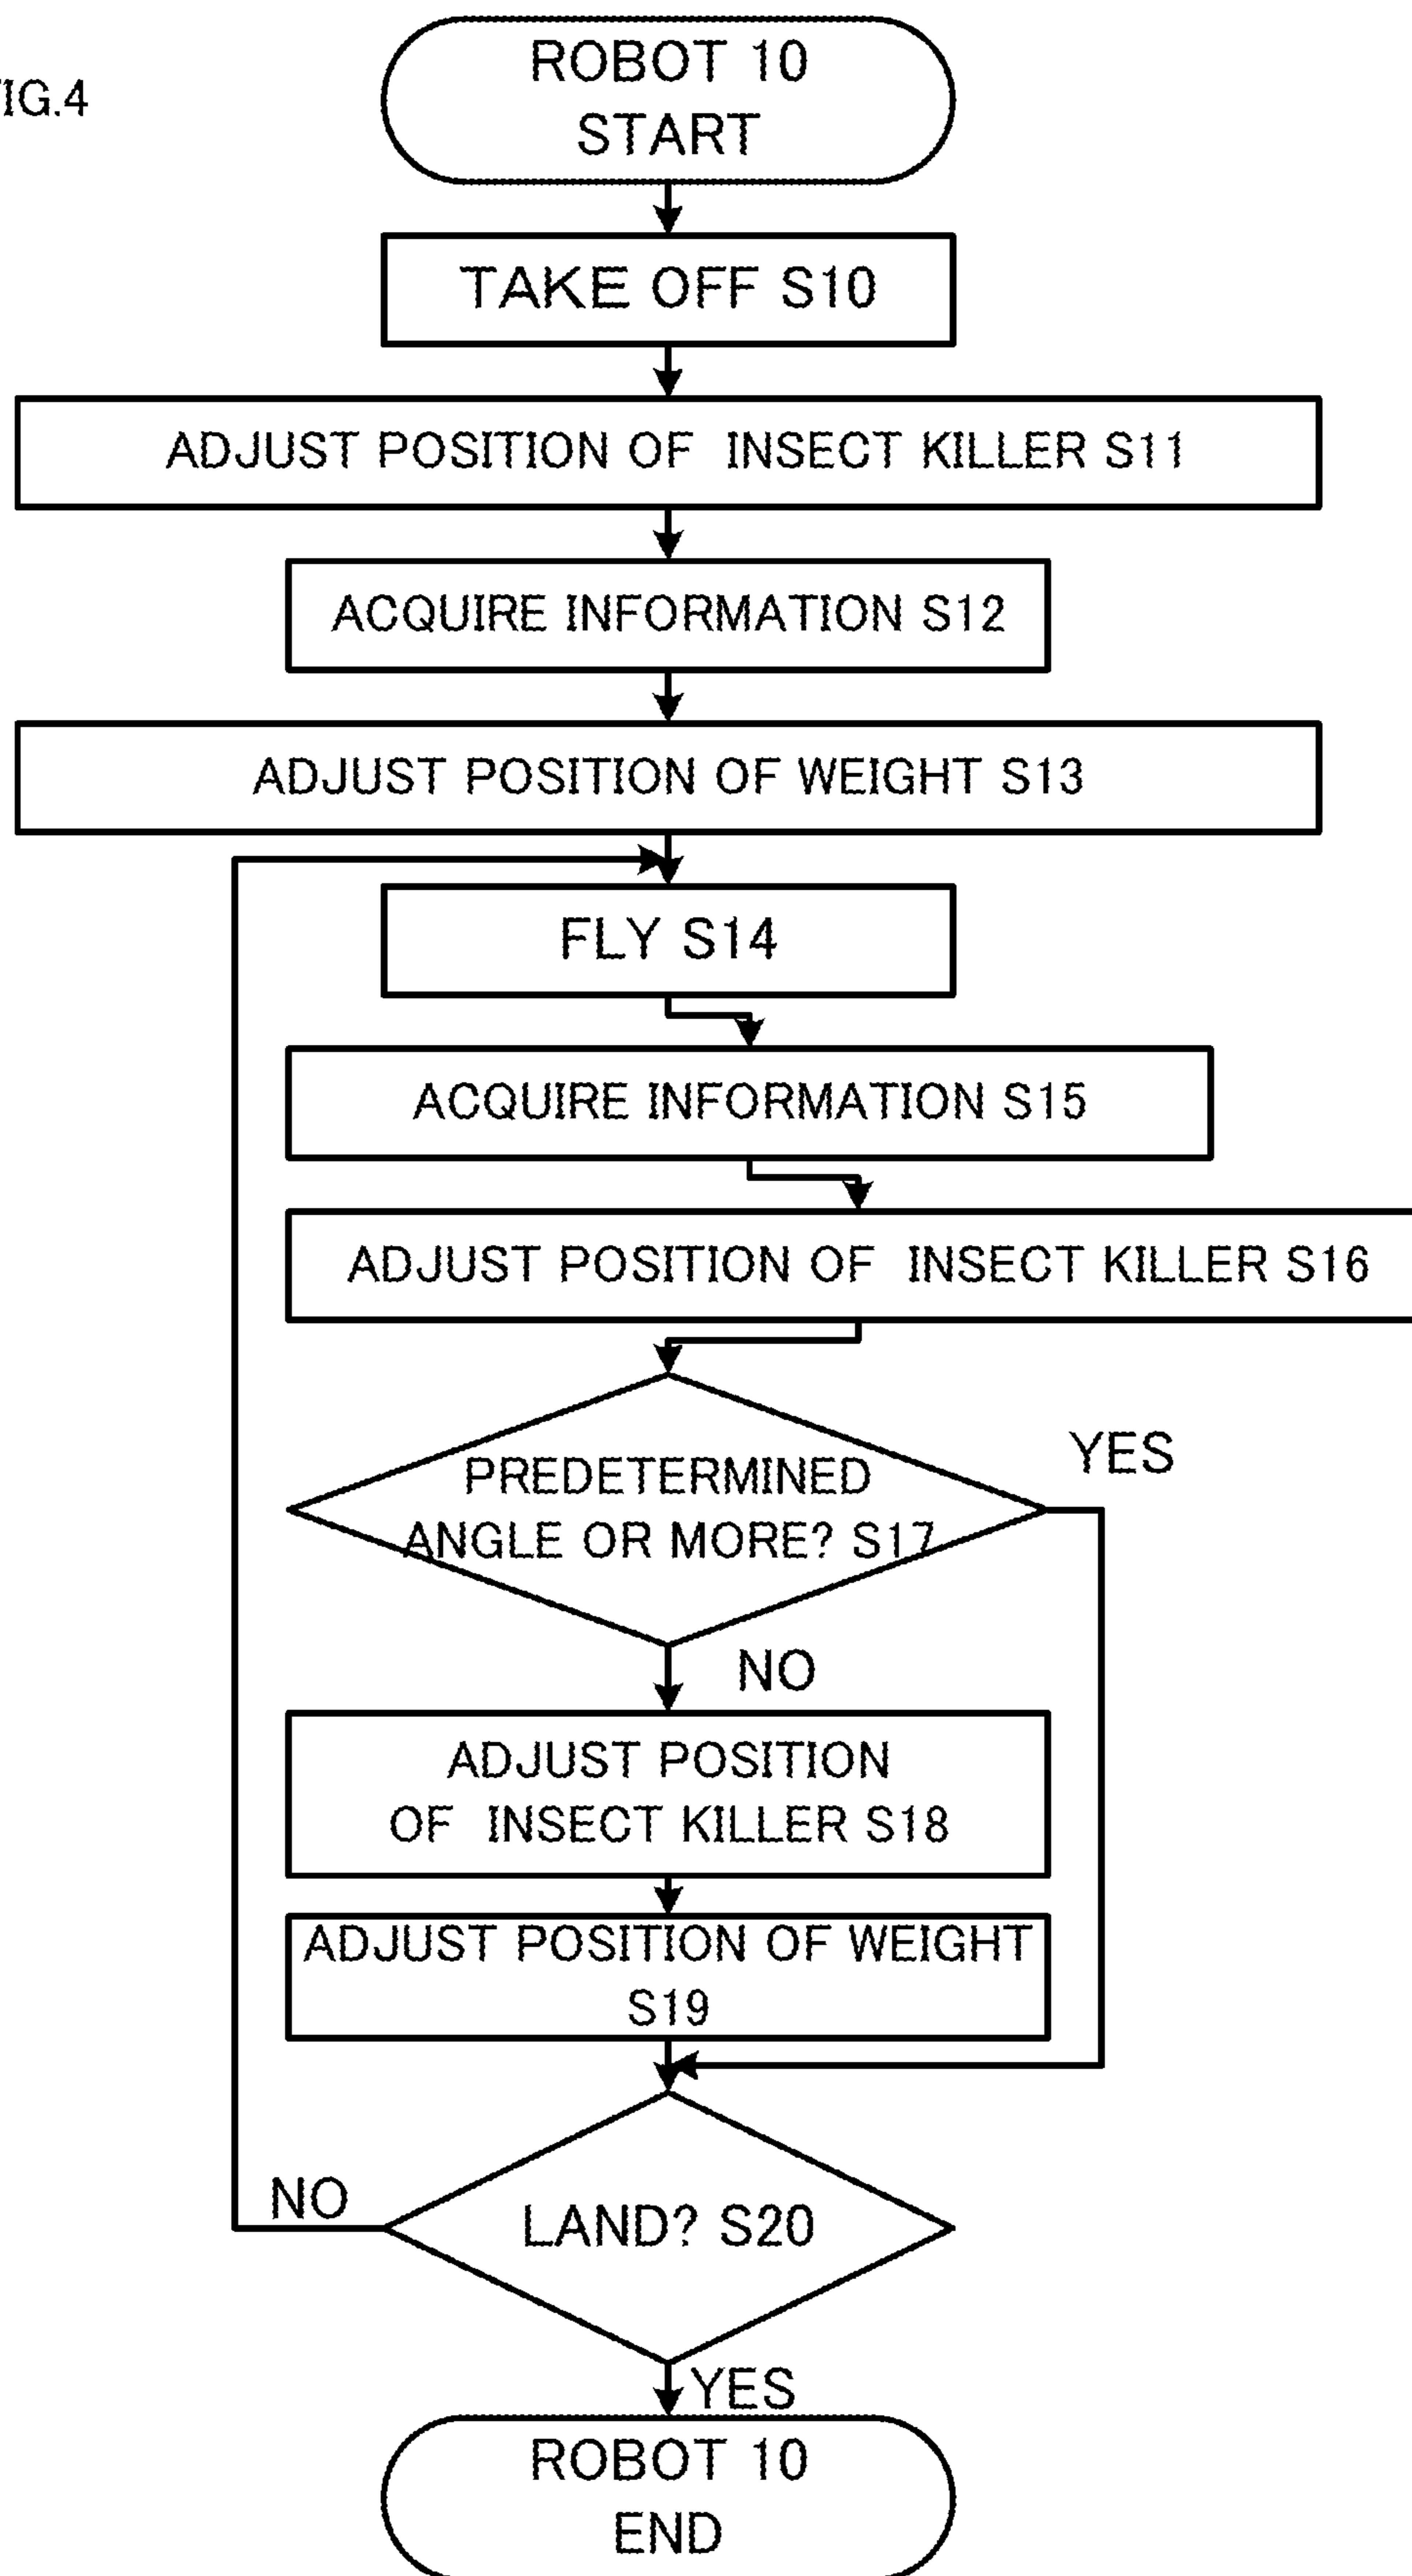 IG.4
ROBOT 10
START
TAKE OFF S10
ADJUST POSITION OF INSECT KILLER S11
ACQUIRE INFORMATION S12
ADJUST POSITION OF WEIGHT S13
FLY S14
ACQUIRE INFORMATION S15
ADJUST POSITION OF INSECT KILLER S16
YES
PREDETERMINED
ANGLE OR MORE? S17
NO
ADJUST POSITION
OF INSECT KILLER S18
ADJUST POSITION OF WEIGHT
S19
NO
LAND? S20
YES
ROBOT 10
END